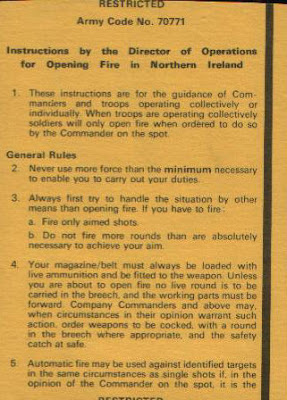 RESTRICTED
Army Code No. 70771
Instructions by the Director of Operations
for Opening Fire in Northern Ireland
1. These instructions are for the guidance of Com-
manders and troops operating collectively or
individually. When troops are operating collectively
soldiers will only open fire when ordered to do so
by the Commander on the spot.
General Rules
2. Never use more force than the minimum necessary
to enable you to carry out your duties.
3. Always first try to handle the situation by other
means than opening fire. If you have to fire:
a. Fire only aimed shots.
b. Do not fire more rounds than are absolutely
necessary to achieve your aim.
4. Your magazine/belt must always be loaded with
live ammunition and be fitted to the weapon. Unless
you are about to open fire no live round is to be
carried in the breech, and the working parts must be
forward. Company Commanders and above may,
when circumstances in their opinion warrant such
action, order weapons to be cocked, with a round
in the breech where appropriate, and the safety
catch at safe.
5. Automatic fire may be used against identified targets
in the same circumstances as single shots if, in the
opinion of the Commander on the spot, it is the
RESTRICTED